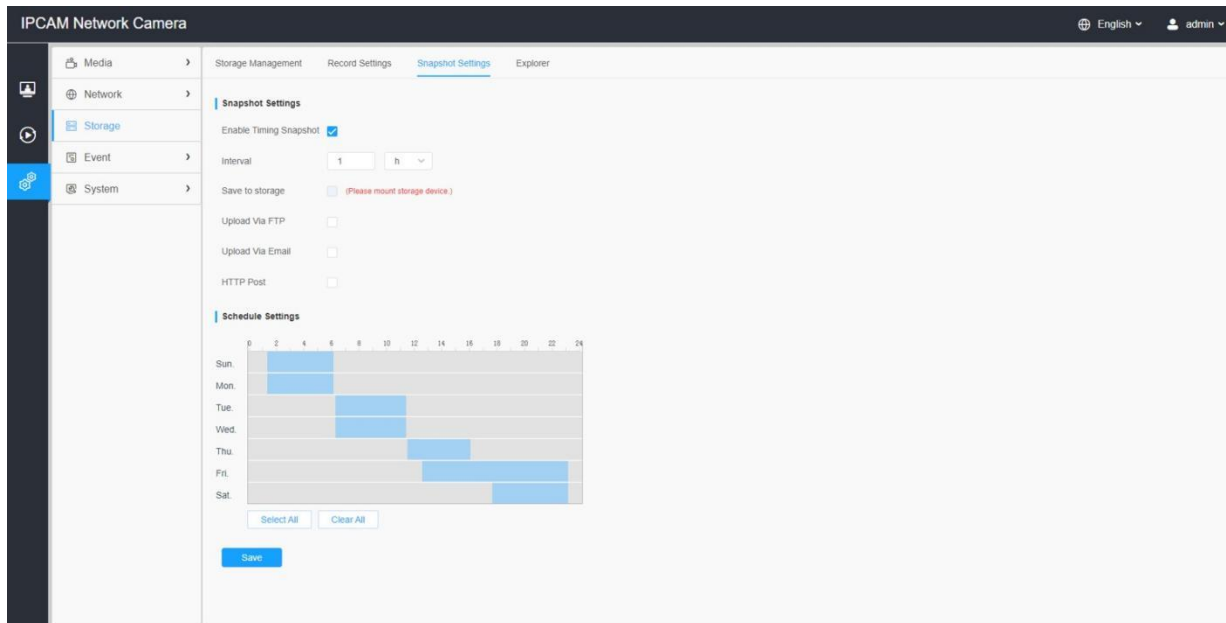 IPCAM Network Camera
English
admin
Media
Network
Storage
Event
System
Storage Management Record Settings Snapshot Settings Explorer
Snapshot Settings
Enable Timing Snapshot
Interval 1 h
Save to storage (Please mount storage device.)
Upload Via FTP
Upload Via Email
HTTP Post
Schedule Settings
0 2 4 6 8 10 12 14 16 18 20 22 24
Sun.
Mon.
Tue.
Wed.
Thu.
Fri.
Sat.
Select All Clear All
Save